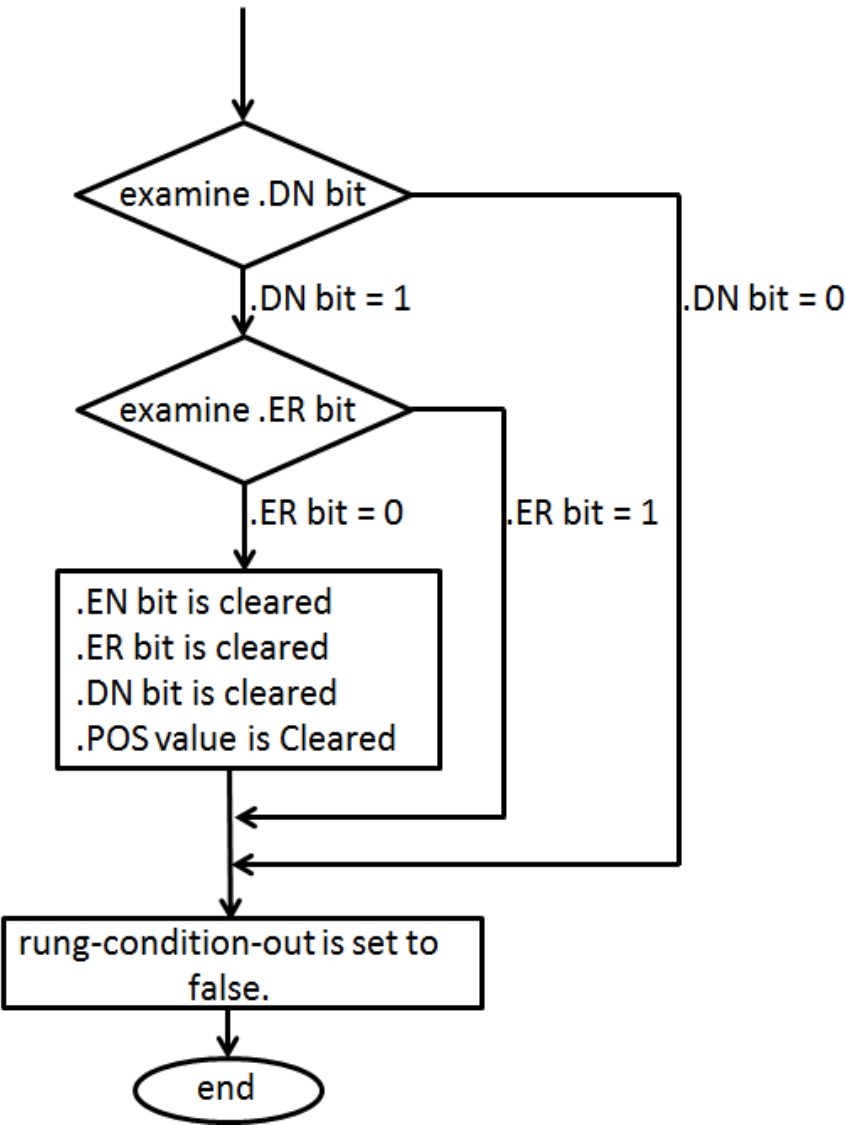 examine .DN bit
.DN bit = 1
.DN bit = 0
examine .ER bit
.ER bit = 0
.ER bit = 1
.EN bit is cleared
.ER bit is cleared
.DN bit is cleared
.POS value is Cleared
rung-condition-out is set to
false.
end